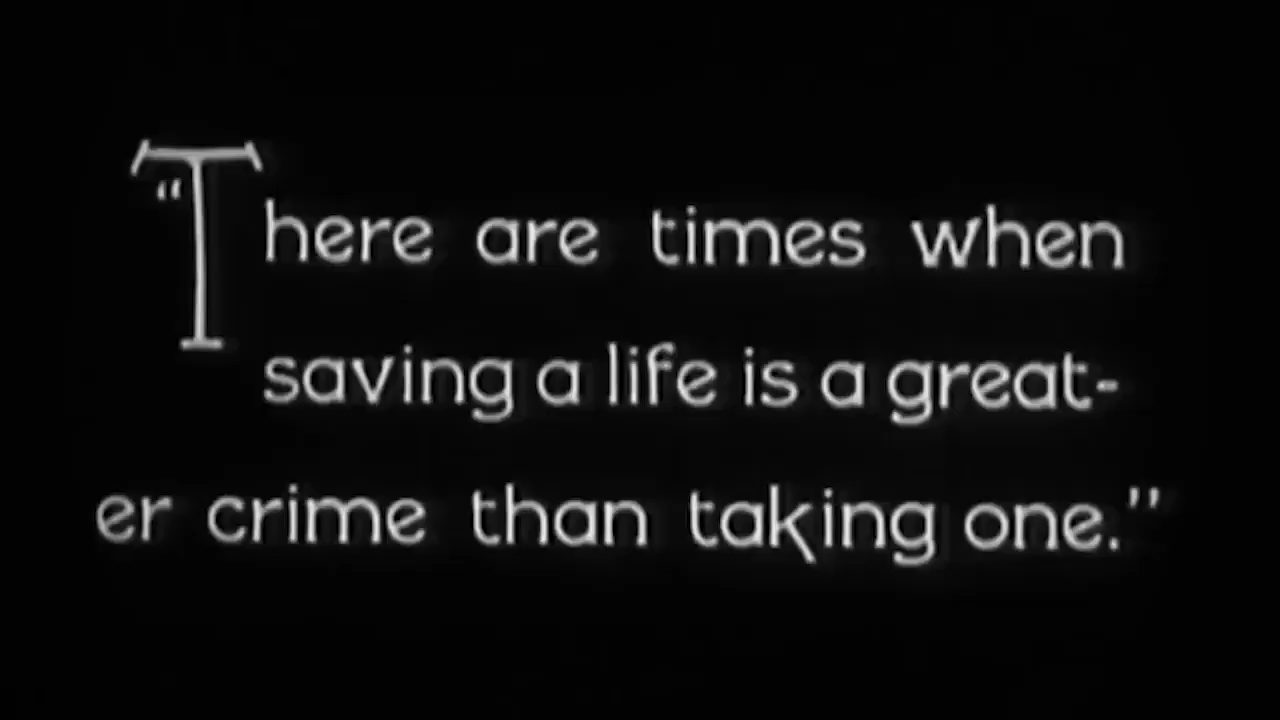 “There are times when
saving a life is a great-
er crime than taking one.”